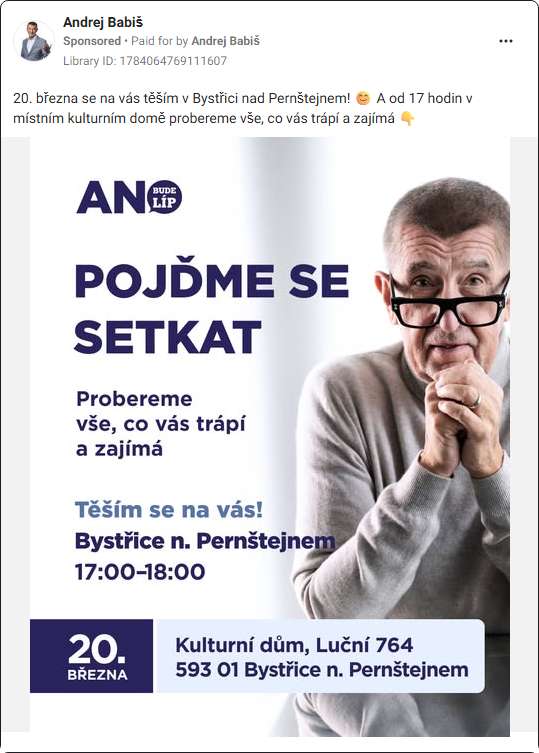 Andrej Babiš
Sponsored • Paid for by Andrej Babiš
Library ID: 1784064769111607
20. března se na vás těším v Bystřici nad Pernštejnem! 😊 A od 17 hodin v
místním kulturním domě probereme vše, co vás trápí a zajímá 👇
ANO BUDE LÍP
POJĎME SE
SETKAT
Probereme
vše, co vás trápí
a zajímá
Těším se na vás!
Bystřice n. Pernštejnem
17:00–18:00
20.
BŘEZNA
Kulturní dům, Luční 764
593 01 Bystřice n. Pernštejnem